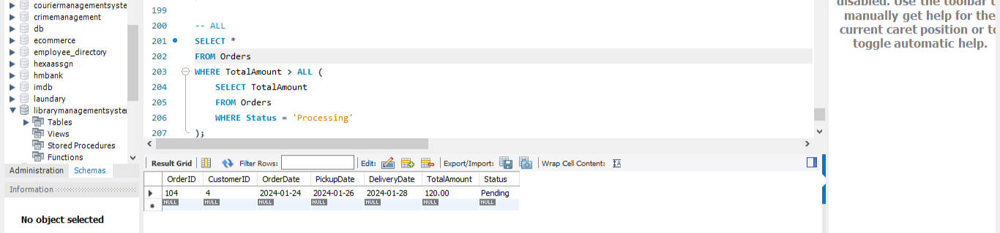 couriermanagementsyste
crimemanagement
db
ecommerce
employee_directory
hexaassgn
hmbank
imdb
laundary
librarymanagementsyster
Tables
Views
Stored Procedures
Functions
Administration Schemas
Information
No object selected
199
200 -- ALL
201 SELECT *
202 FROM Orders
203 WHERE TotalAmount > ALL (
204 SELECT TotalAmount
205 FROM Orders
206 WHERE Status = 'Processing'
207 );
Result Grid Filter Rows: Edit: Export/Import: Wrap Cell Content:
OrderID CustomerID OrderDate PickupDate DeliveryDate TotalAmount Status
104 4 2024-01-24 2024-01-26 2024-01-28 120.00 Pending
NULL NULL NULL NULL NULL NULL NULL
disabled. Use the toolbar t
manually get help for the
current caret position or to
toggle automatic help.